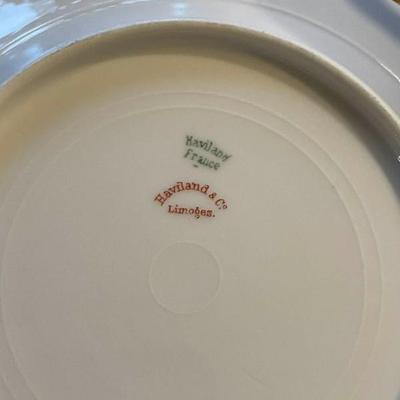 Haviland
France
Haviland & Co
Limoges.